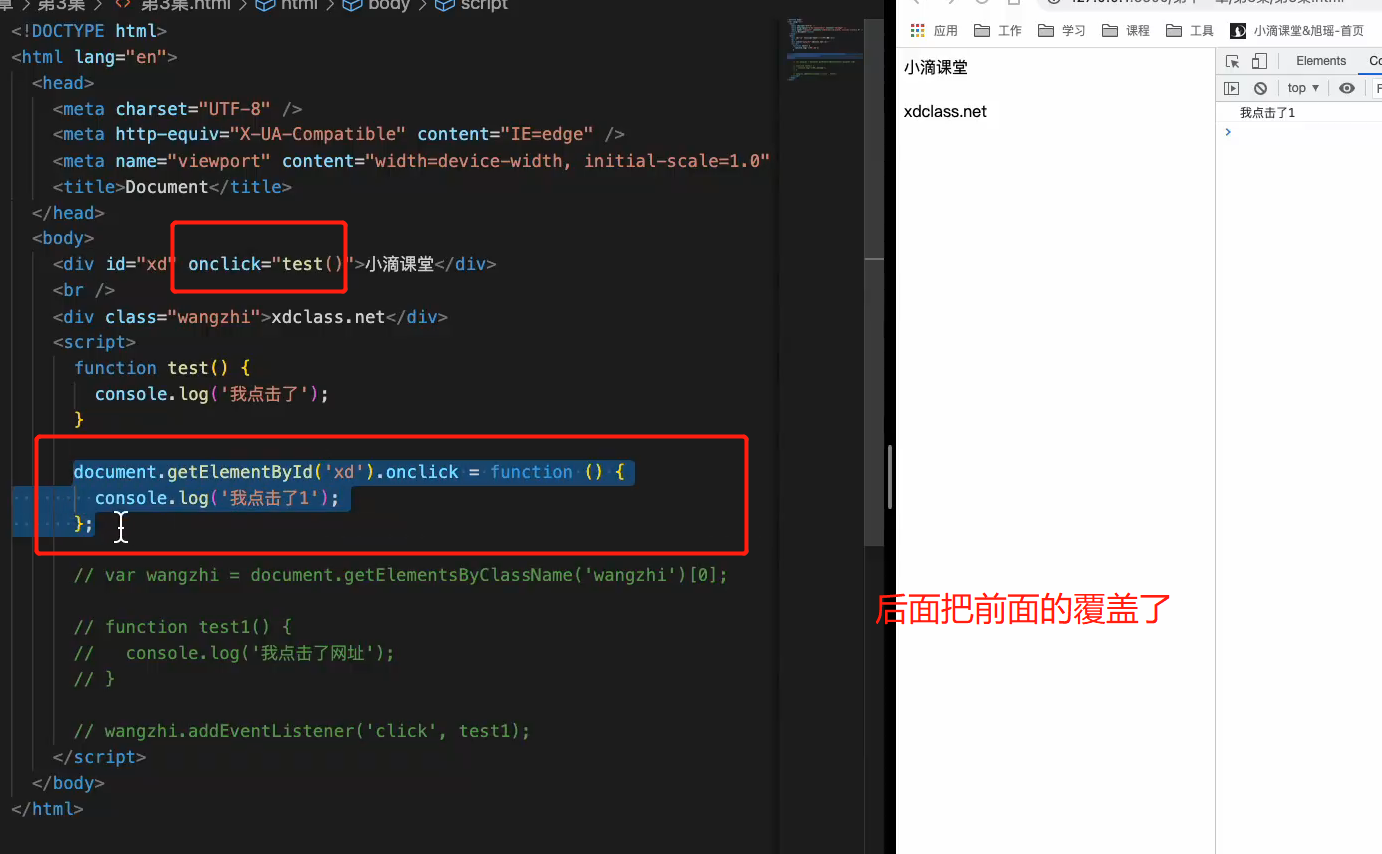 章 > 第3集 > <> 第3集.html > html > body > script
<!DOCTYPE html>
<html lang="en">
<head>
<meta charset="UTF-8" />
<meta http-equiv="X-UA-Compatible" content="IE=edge" />
<meta name="viewport" content="width=device-width, initial-scale=1.0"
<title>Document</title>
</head>
<body>
<div id="xd" onclick="test()">小滴课堂</div>
<br />
<div class="wangzhi">xdclass.net</div>
<script>
function test() {
console.log('我点击了');
}
document.getElementById('xd').onclick = function () {
console.log('我点击了1');
};
// var wangzhi = document.getElementsByClassName('wangzhi')[0];
// function test1() {
//   console.log('我点击了网址');
// }
// wangzhi.addEventListener('click', test1);
</script>
</body>
</html>
应用 工作 学习 课程 工具 小滴课堂&旭瑶-首页
小滴课堂
xdclass.net
Elements Co
top ▼ F
我点击了1
>
后面把前面的覆盖了